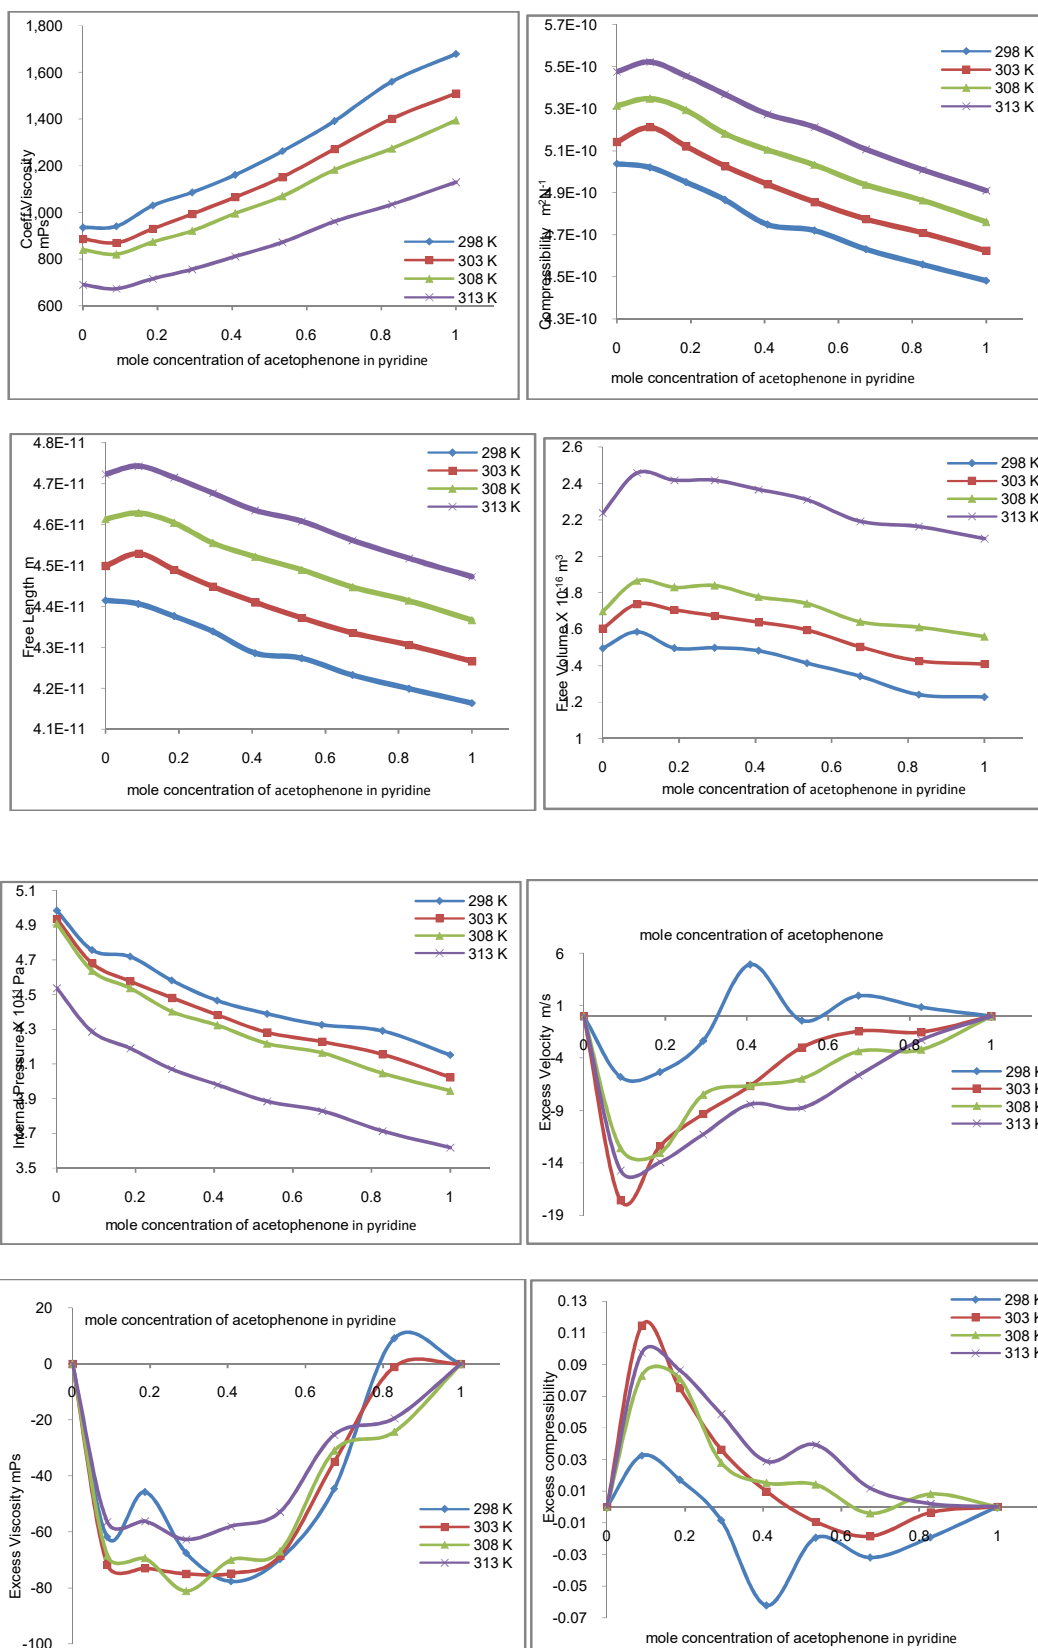 1,800
1,600
1,400
1,200
1,000
800
600
Coeff.Viscosity
mPs
298 K
303 K
308 K
313 K
0 0.2 0.4 0.6 0.8 1
mole concentration of acetophenone in pyridine
5.7E-10
5.5E-10
5.3E-10
5.1E-10
4.9E-10
4.7E-10
4.5E-10
4.3E-10
Compressibility m²N⁻¹
298 K
303 K
308 K
313 K
0 0.2 0.4 0.6 0.8 1
mole concentration of acetophenone in pyridine
4.8E-11
4.7E-11
4.6E-11
4.5E-11
4.4E-11
4.3E-11
4.2E-11
4.1E-11
Free Length m
298 K
303 K
308 K
313 K
0 0.2 0.4 0.6 0.8 1
mole concentration of acetophenone in pyridine
2.6
2.4
2.2
2
1.8
1.6
1.4
1.2
1
Free Volume X 10⁻¹⁶ m³
298 K
303 K
308 K
313 K
0 0.2 0.4 0.6 0.8 1
mole concentration of acetophenone in pyridine
5.1
4.9
4.7
4.5
4.3
4.1
3.9
3.7
3.5
298 K
303 K
308 K
313 K
0 0.2 0.4 0.6 0.8 1
mole concentration of acetophenone in pyridine
mole concentration of acetophenone
6
1
-4
-9
-14
-19
Excess Velocity m/s
0 0.2 0.4 0.6 0.8 1
298 K
303 K
308 K
313 K
20
0
-20
-40
-60
-80
-100
Excess Viscosity mPs
mole concentration of acetophenone in pyridine
0 0.2 0.4 0.6 0.8 1
298 K
303 K
308 K
313 K
0.13
0.11
0.09
0.07
0.05
0.03
0.01
-0.01
-0.03
-0.05
-0.07
Excess compressibility
298 K
303 K
308 K
313 K
0 0.2 0.4 0.6 0.8 1
mole concentration of acetophenone in pyridine